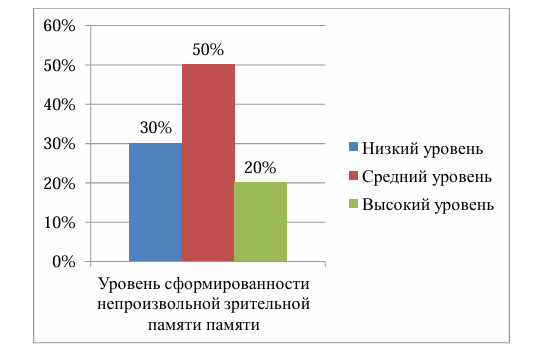 60%
50%
40%
30%
20%
10%
0%
30%
50%
20%
Уровень сформированности
непроизвольной зрительной
памяти памяти
Низкий уровень
Средний уровень
Высокий уровень